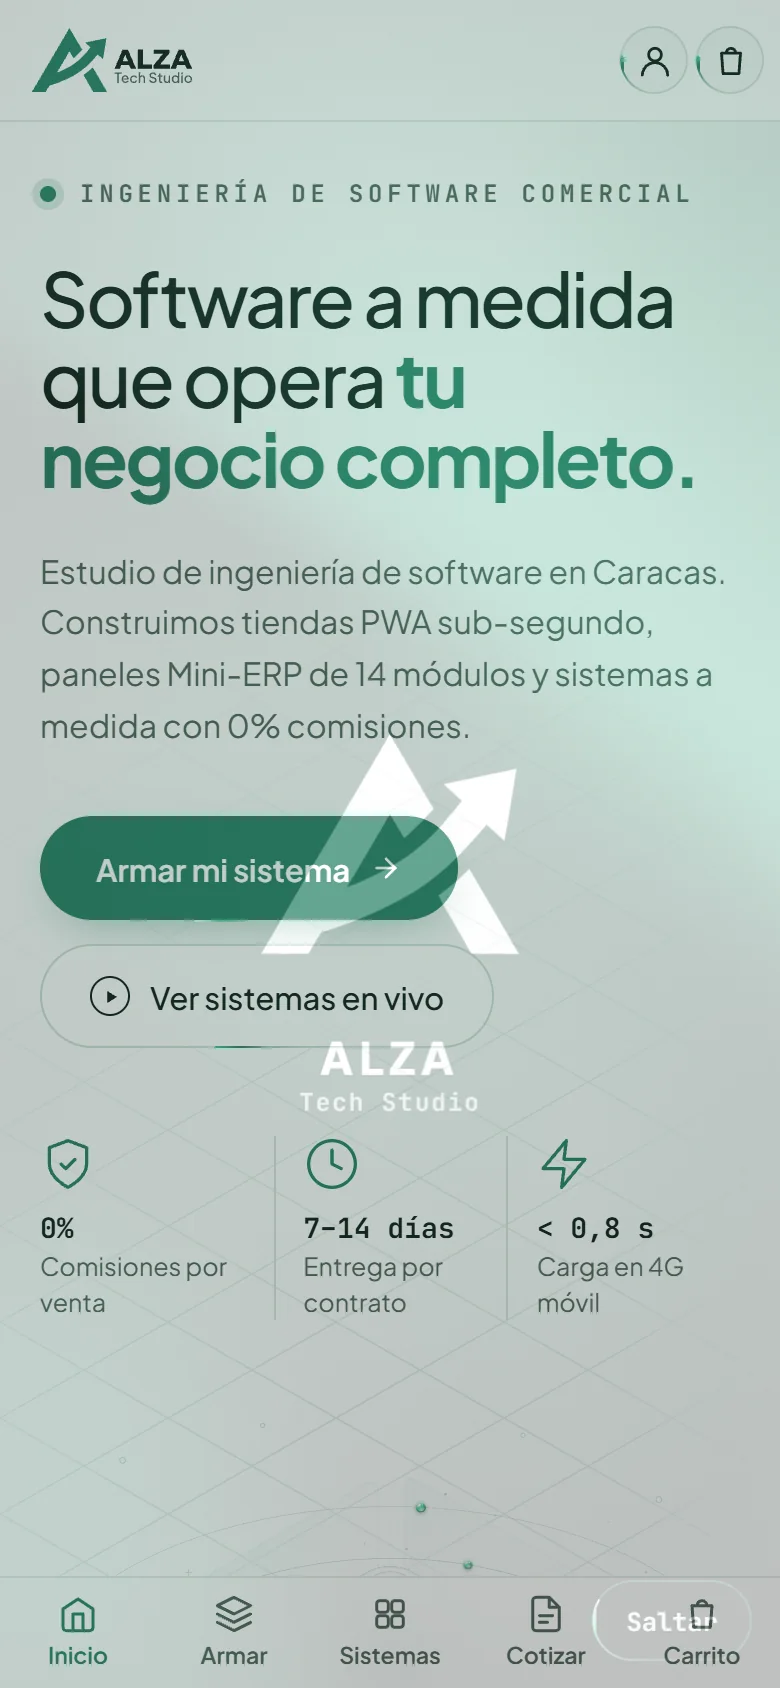 ALZA
Tech Studio
INGENIERÍA DE SOFTWARE COMERCIAL
Software a medida
que opera tu
negocio completo.
Estudio de ingeniería de software en Caracas.
Construimos tiendas PWA sub-segundo,
paneles Mini-ERP de 14 módulos y sistemas a
medida con 0% comisiones.
Armar mi sistema
Ver sistemas en vivo
ALZA
Tech Studio
0%
Comisiones por
venta
7–14 días
Entrega por
contrato
< 0,8 s
Carga en 4G
móvil
Saltar
Inicio
Armar
Sistemas
Cotizar
Carrito